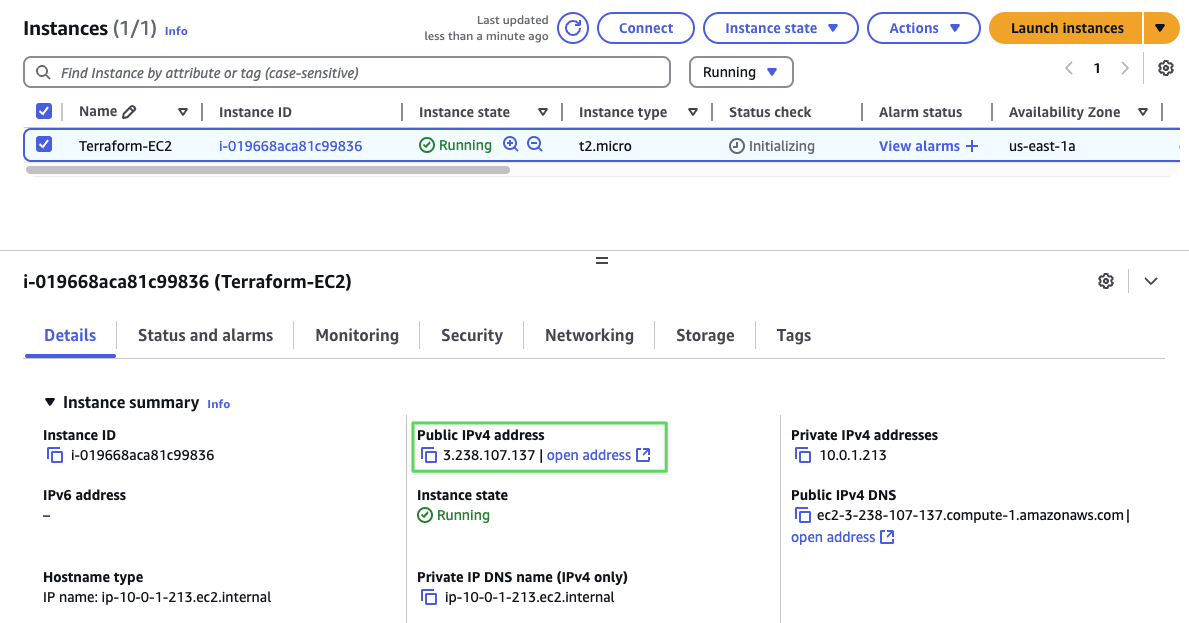 Instances (1/1) Info
Last updated
less than a minute ago
Connect
Instance state
Actions
Launch instances
Find Instance by attribute or tag (case-sensitive)
Running
1
Name Instance ID Instance state Instance type Status check Alarm status Availability Zone
Terraform-EC2 i-019668aca81c99836 Running t2.micro Initializing View alarms + us-east-1a
i-019668aca81c99836 (Terraform-EC2)
Details Status and alarms Monitoring Security Networking Storage Tags
Instance summary Info
Instance ID
i-019668aca81c99836
Public IPv4 address
3.238.107.137 | open address
Private IPv4 addresses
10.0.1.213
IPv6 address
–
Instance state
Running
Public IPv4 DNS
ec2-3-238-107-137.compute-1.amazonaws.com |
open address
Hostname type
IP name: ip-10-0-1-213.ec2.internal
Private IP DNS name (IPv4 only)
ip-10-0-1-213.ec2.internal